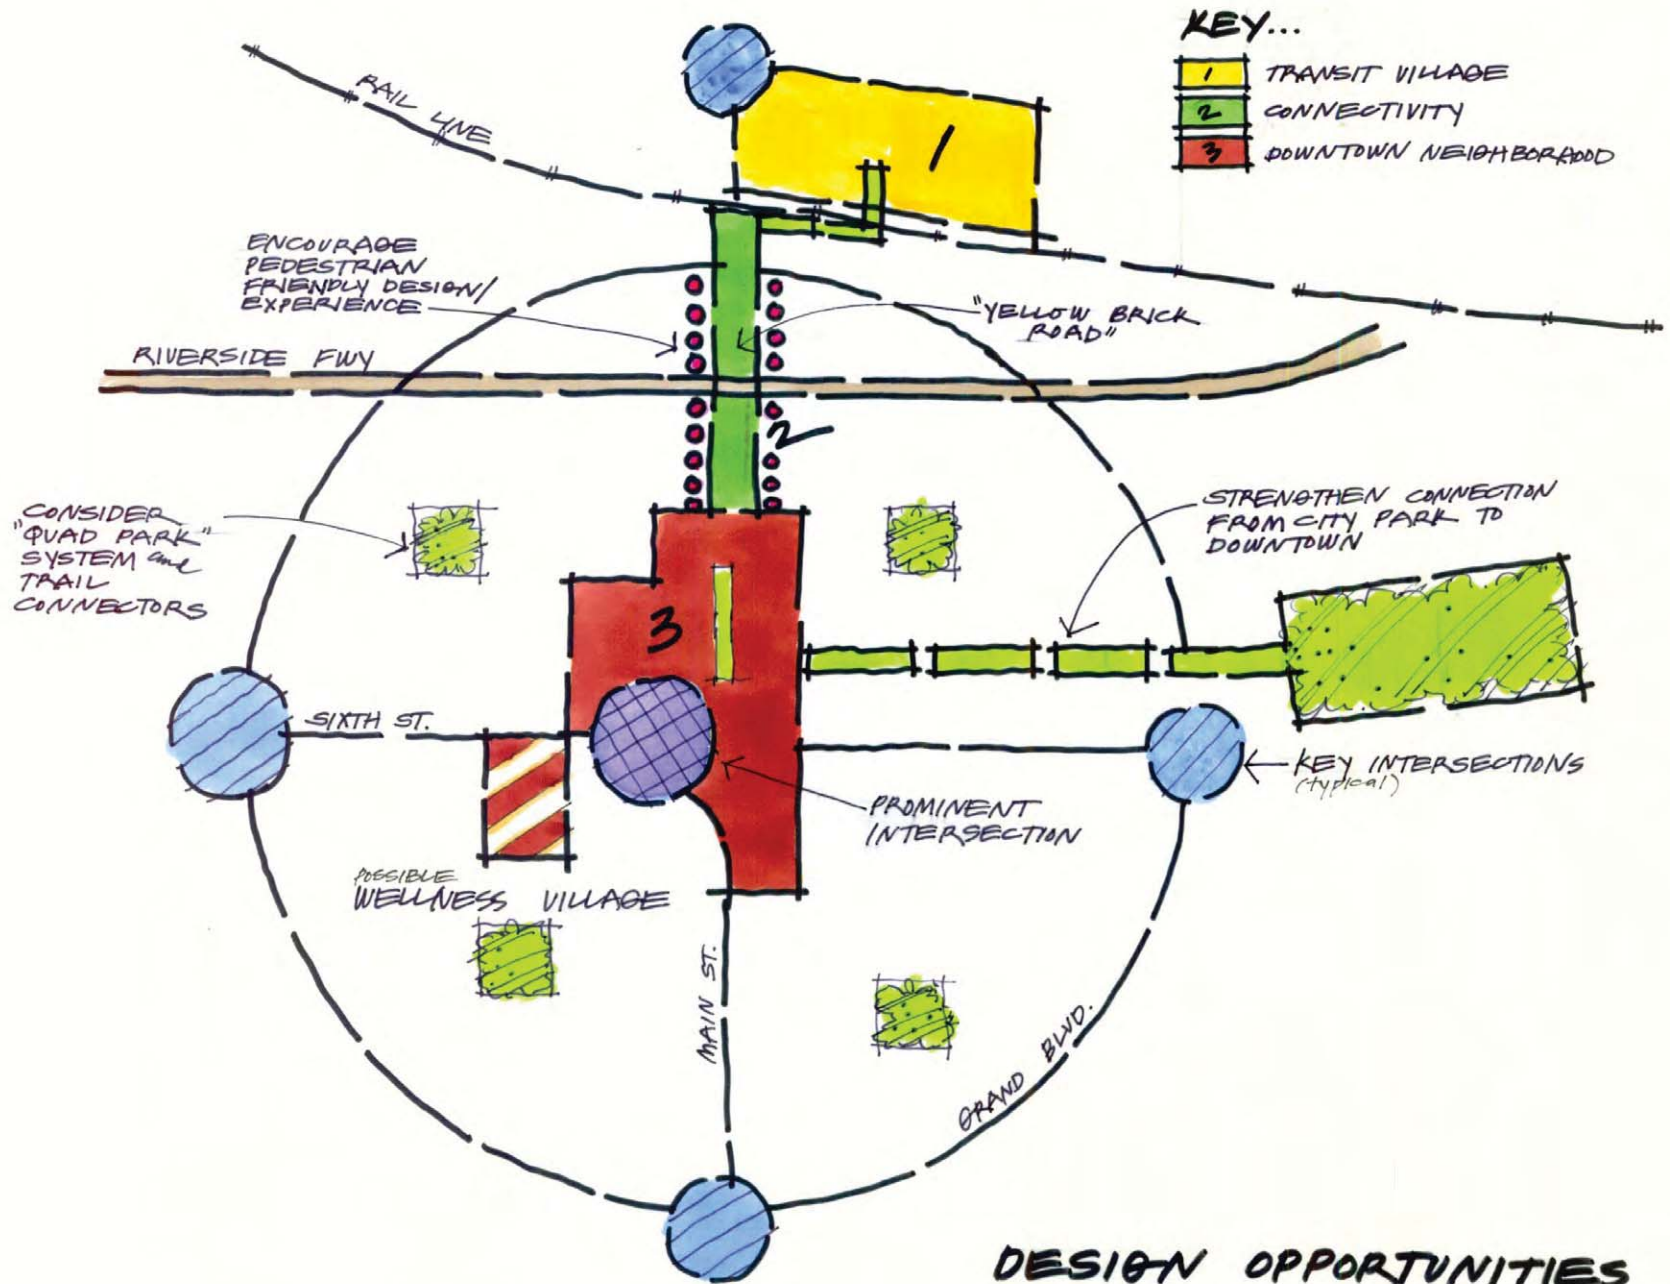 KEY...
1 TRANSIT VILLAGE
2 CONNECTIVITY
3 DOWNTOWN NEIGHBORHOOD
RAIL LINE
1
ENCOURAGE
PEDESTRIAN
FRIENDLY DESIGN/
EXPERIENCE
"YELLOW BRICK
ROAD"
RIVERSIDE FWY
2
CONSIDER
"QUAD PARK"
SYSTEM and
TRAIL
CONNECTORS
STRENGTHEN CONNECTION
FROM CITY PARK TO
DOWNTOWN
3
SIXTH ST.
KEY INTERSECTIONS
(typical)
PROMINENT
INTERSECTION
POSSIBLE
WELLNESS VILLAGE
MAIN ST.
GRAND BLVD.
DESIGN OPPORTUNITIES